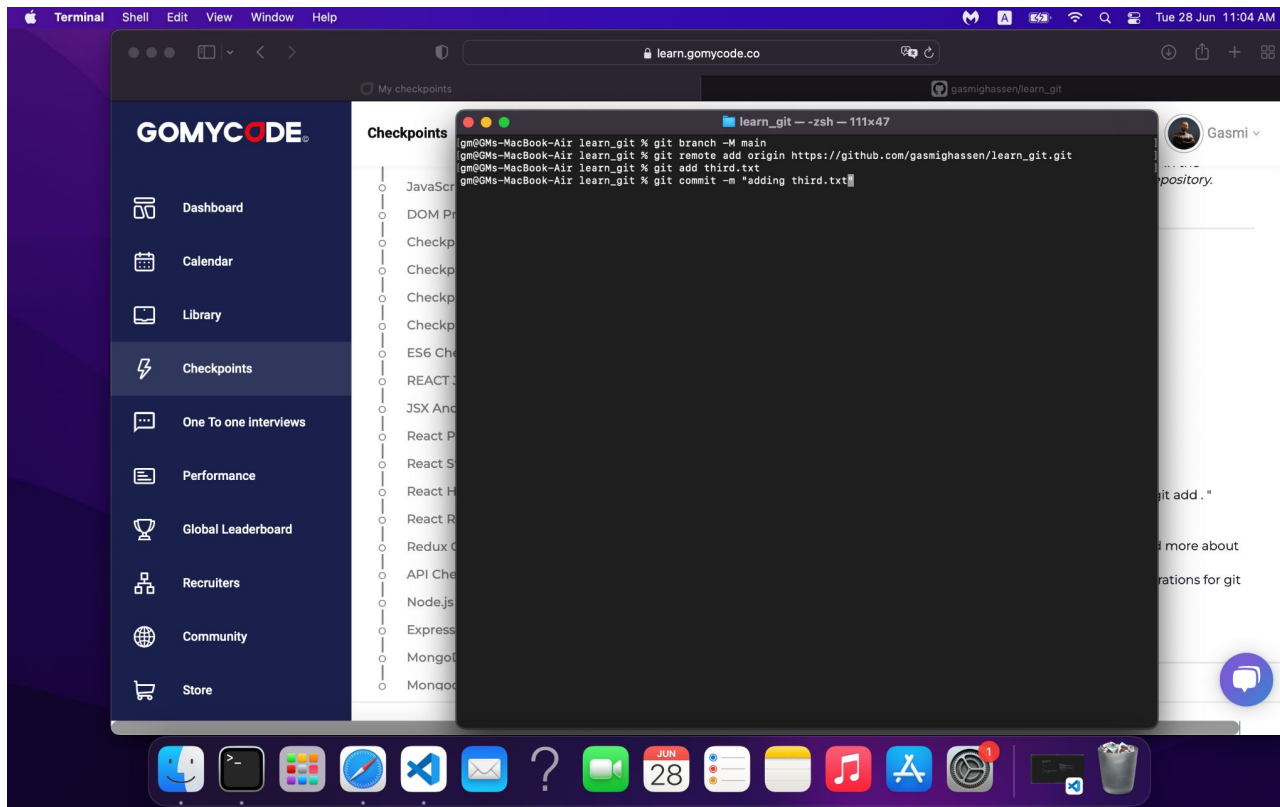 Terminal Shell Edit View Window Help
A
Tue 28 Jun 11:04 AM
learn.gomycode.co
My checkpoints
gasmighassen/learn_git
GOMYCODE
Dashboard
Calendar
Library
Checkpoints
One To one interviews
Performance
Global Leaderboard
Recruiters
Community
Store
Checkpoints
Gasmi
JavaScr
DOM Pr
Checkp
Checkp
Checkp
Checkp
ES6 Che
REACT J
JSX And
React P
React S
React H
React R
Redux C
API Che
Node.js
Express
MongoD
Mongoo
learn_git — -zsh — 111×47
gm@GMs-MacBook-Air learn_git % git branch -M main
gm@GMs-MacBook-Air learn_git % git remote add origin https://github.com/gasmighassen/learn_git.git
gm@GMs-MacBook-Air learn_git % git add third.txt
gm@GMs-MacBook-Air learn_git % git commit -m "adding third.txt"
pository.
git add . "
more about
rations for git
>_
JUN
28
1